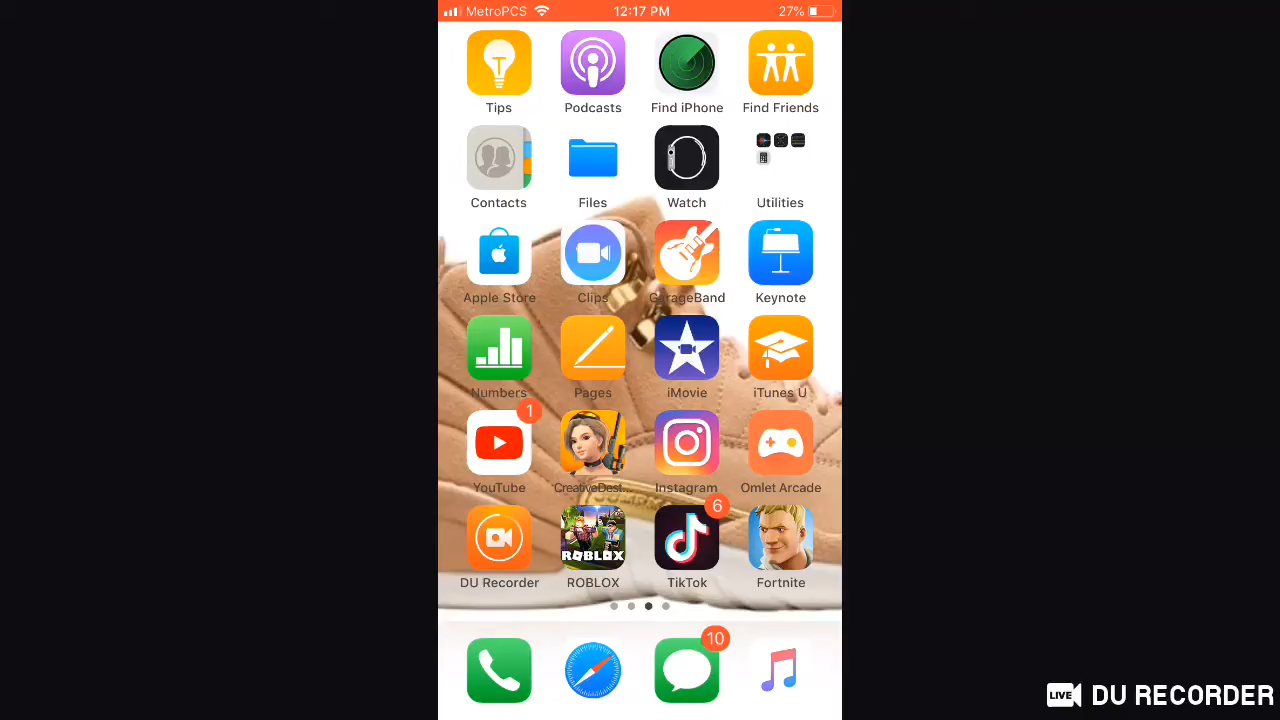 MetroPCS 12:17 PM 27%
Tips Podcasts Find iPhone Find Friends
Contacts Files Watch Utilities
Apple Store Clips GarageBand Keynote
Numbers Pages iMovie iTunes U
1
YouTube CreativeDest... Instagram Omlet Arcade
6
ROBLOX
DU Recorder ROBLOX TikTok Fortnite
10
LIVE DU RECORDER